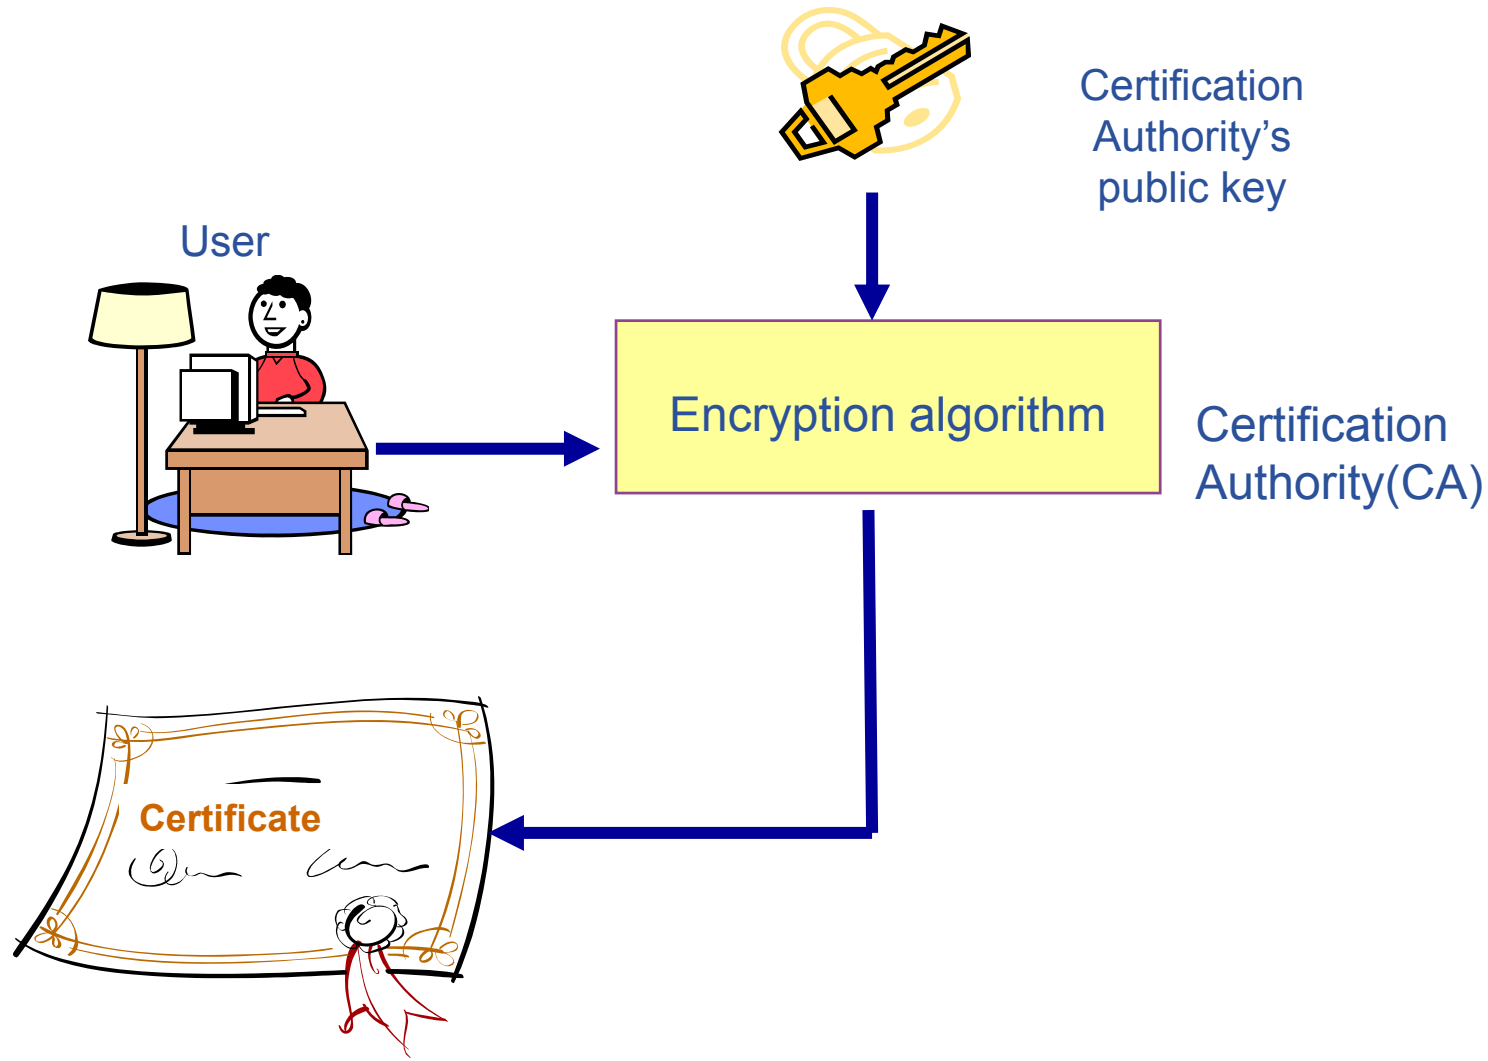 Certification
Authority’s
public key
User
Encryption algorithm
Certification
Authority(CA)
Certificate